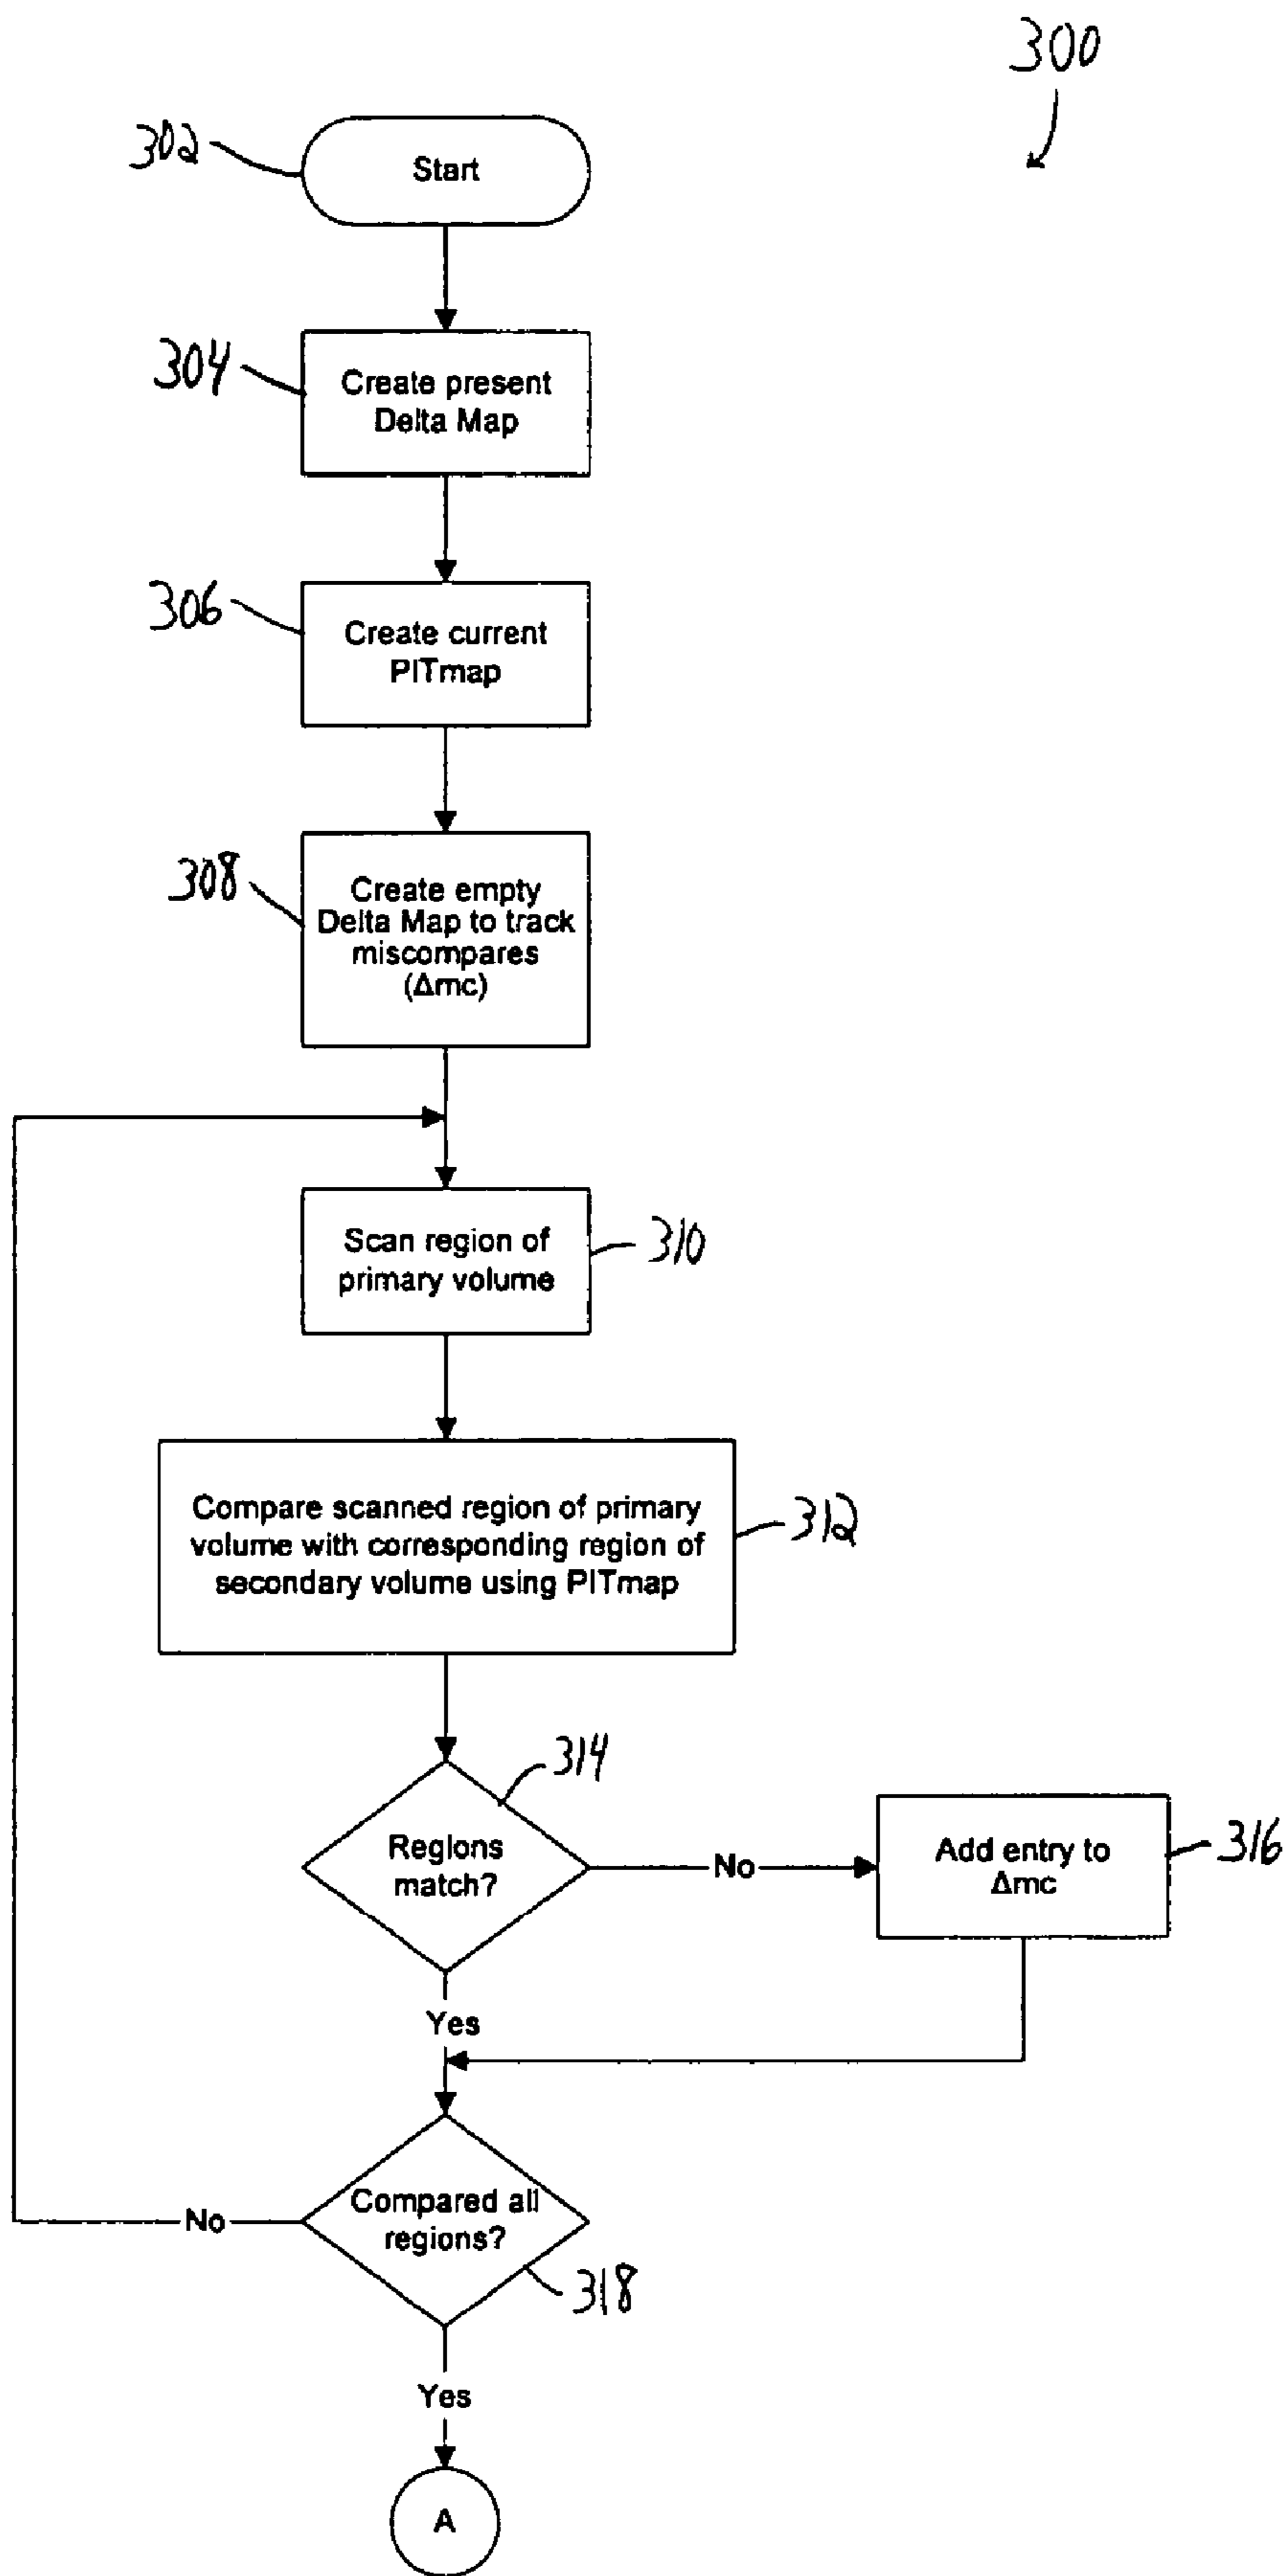 300
302
Start
304
Create present
Delta Map
306
Create current
PITmap
308
Create empty
Delta Map to track
miscompares
(Δmc)
Scan region of
primary volume
310
Compare scanned region of primary
volume with corresponding region of
secondary volume using PITmap
312
314
Regions
match?
No
Add entry to
Δmc
316
Yes
Compared all
regions?
No
318
Yes
A